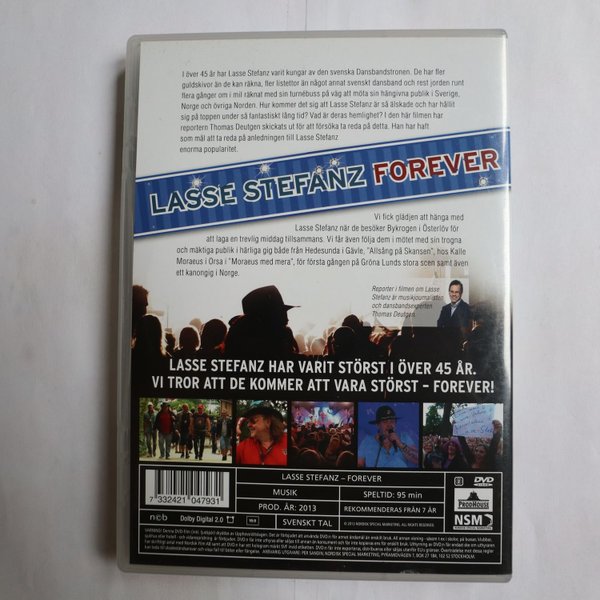 I över 45 år har Lasse Stefanz varit kungar av den svenska Dansbandstronen. De har fler
guldskivor än de kan räkna, fler listettor än något annat svenskt dansband och rest jorden runt
flera gånger om i mil räknat med sin turnébuss på väg att möta sin hängivna publik i Sverige,
Norge och övriga Norden. Hur kommer det sig att Lasse Stefanz är så älskade och har hållit
sig på toppen under så fantastiskt lång tid? Vad är deras hemlighet? I den här filmen har
reportern Thomas Deutgen skickats ut för att försöka ta reda på detta. Han har haft
som mål att ta reda på anledningen till Lasse Stefanz
enorma popularitet.
LASSE STEFANZ FOREVER
Vi fick glädjen att hänga med
Lasse Stefanz när de besöker Bykrogen i Österlöv för
att laga en trevlig middag tillsammans. Vi får även följa dem i mötet med sin trogna
och mäktiga publik i härliga gig både från Hedesunda i Gävle, "Allsång på Skansen", hos Kalle
Moraeus i Orsa i "Moraeus med mera", för första gången på Gröna Lunds stora scen samt även
ett kanongig i Norge.
Reporter i filmen om Lasse
Stefanz är musikjournalisten
och dansbandsexperten
Thomas Deutgen.
LASSE STEFANZ HAR VARIT STÖRST I ÖVER 45 ÅR.
VI TROR ATT DE KOMMER ATT VARA STÖRST – FOREVER!
LASSE STEFANZ – FOREVER
MUSIK
SPELTID: 95 min
PROD. ÅR: 2013
REKOMMENDERAS FRÅN 7 ÅR
SVENSKT TAL
7 332421 047931
ncb
Dolby Digital 2.0
16:9
DVD
PRODHOUSE
NSM
© 2013 NORDISK SPECIAL MARKETING. ALL RIGHTS RESERVED.